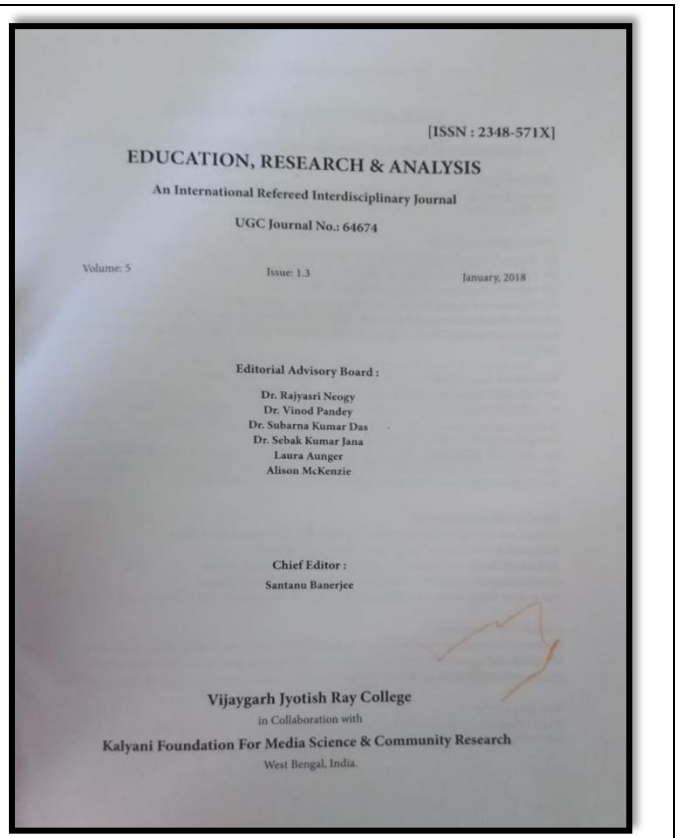 [ISSN : 2348-571X]
EDUCATION, RESEARCH & ANALYSIS
An International Refereed Interdisciplinary Journal
UGC Journal No.: 64674
Volume: 5 Issue: 1.3 January, 2018
Editorial Advisory Board :
Dr. Rajyasri Neogy
Dr. Vinod Pandey
Dr. Subarna Kumar Das
Dr. Sebak Kumar Jana
Laura Aunger
Alison McKenzie
Chief Editor :
Santanu Banerjee
Vijaygarh Jyotish Ray College
in Collaboration with
Kalyani Foundation For Media Science & Community Research
West Bengal, India.